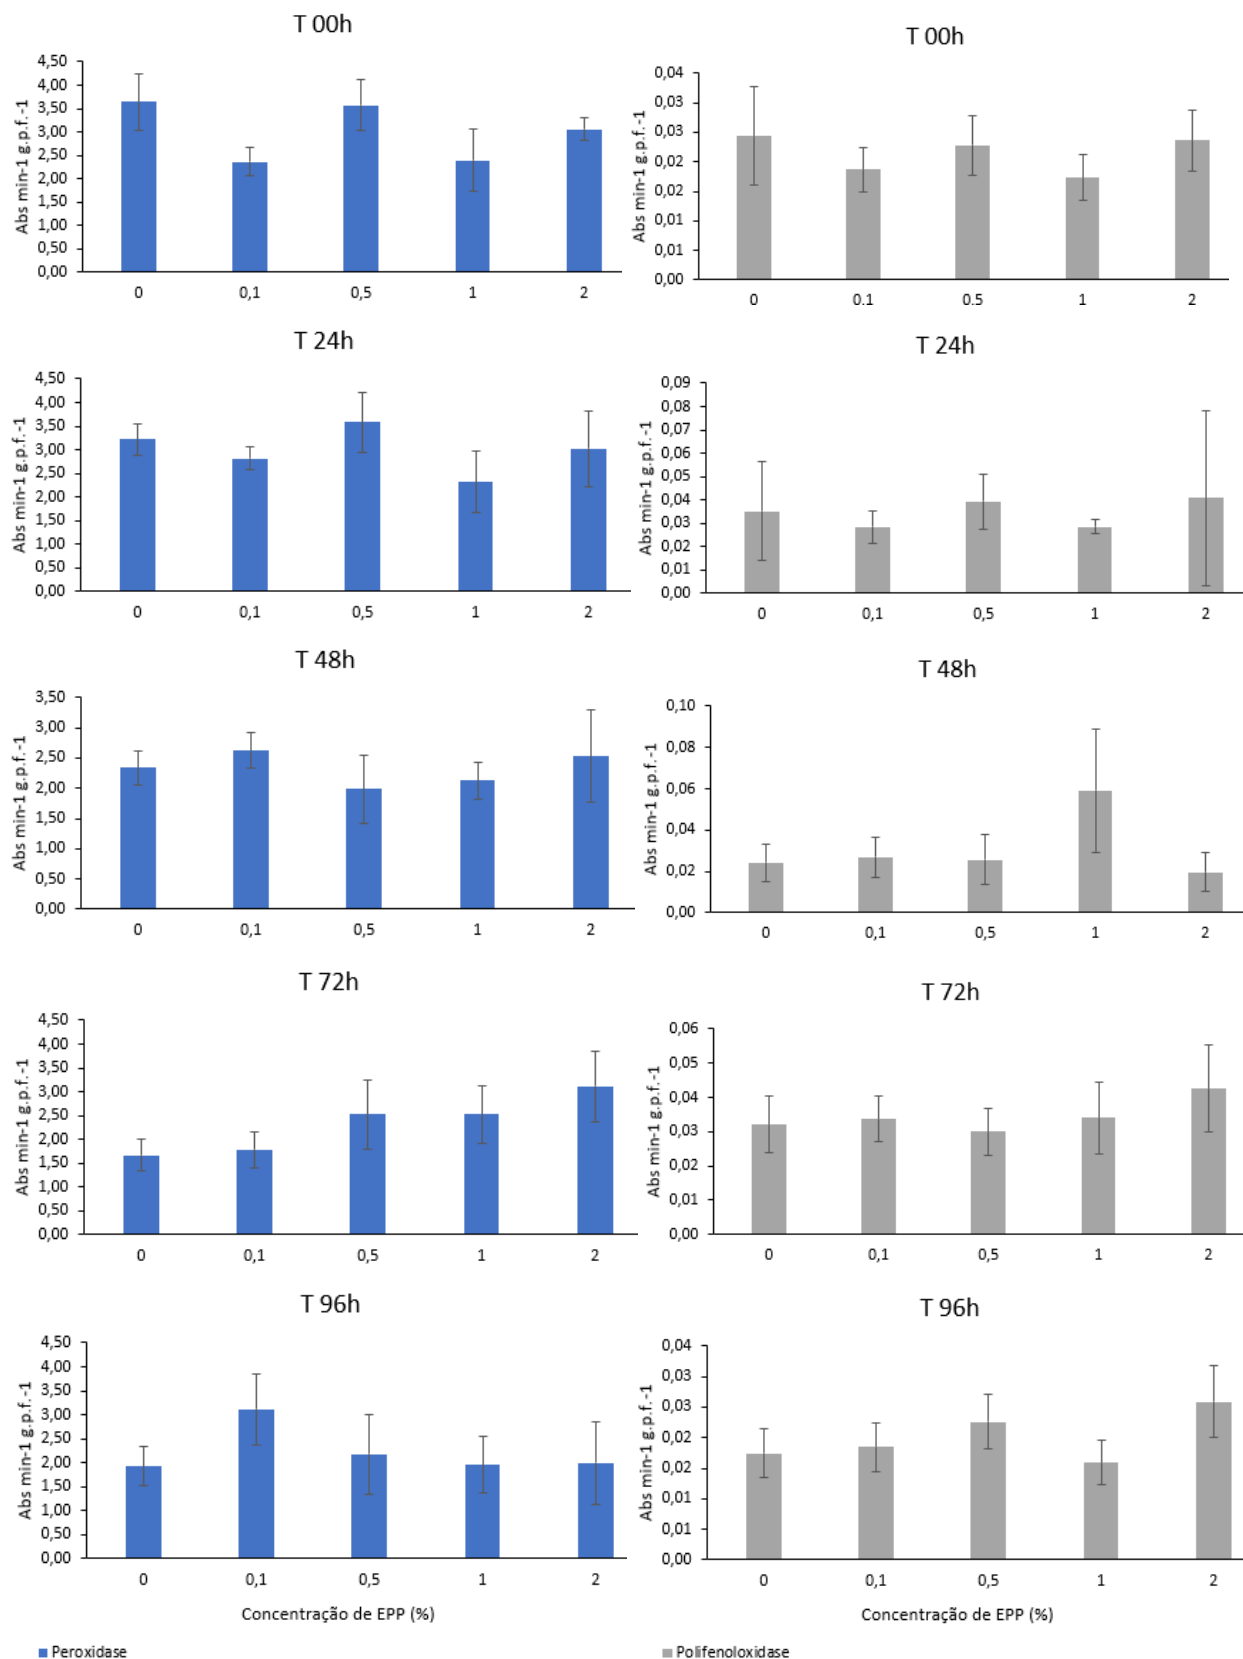 T 00h
Abs min-1 g.p.f.-1
4,50
4,00
3,50
3,00
2,50
2,00
1,50
1,00
0,50
0,00
0 0,1 0,5 1 2
T 00h
Abs min-1 g.p.f.-1
0,04
0,03
0,03
0,02
0,02
0,01
0,01
0,00
0 0.1 0.5 1 2
T 24h
Abs min-1 g.p.f.-1
4,50
4,00
3,50
3,00
2,50
2,00
1,50
1,00
0,50
0,00
0 0,1 0,5 1 2
T 24h
Abs min-1 g.p.f.-1
0,09
0,08
0,07
0,06
0,05
0,04
0,03
0,02
0,01
0,00
0 0,1 0,5 1 2
T 48h
Abs min-1 g.p.f.-1
3,50
3,00
2,50
2,00
1,50
1,00
0,50
0,00
0 0,1 0,5 1 2
T 48h
Abs min-1 g.p.f.-1
0,10
0,08
0,06
0,04
0,02
0,00
0 0,1 0,5 1 2
T 72h
Abs min-1 g.p.f.-1
4,50
4,00
3,50
3,00
2,50
2,00
1,50
1,00
0,50
0,00
0 0,1 0,5 1 2
T 72h
Abs min-1 g.p.f.-1
0,06
0,05
0,04
0,03
0,03
0,01
0,00
0 0,1 0,5 1 2
T 96h
Abs min-1 g.p.f.-1
4,50
4,00
3,50
3,00
2,50
2,00
1,50
1,00
0,50
0,00
0 0,1 0,5 1 2
Concentração de EPP (%)
Peroxidase
T 96h
Abs min-1 g.p.f.-1
0,04
0,03
0,03
0,02
0,02
0,01
0,01
0,00
0 0,1 0,5 1 2
Concentração de EPP (%)
Polifenoloxidase